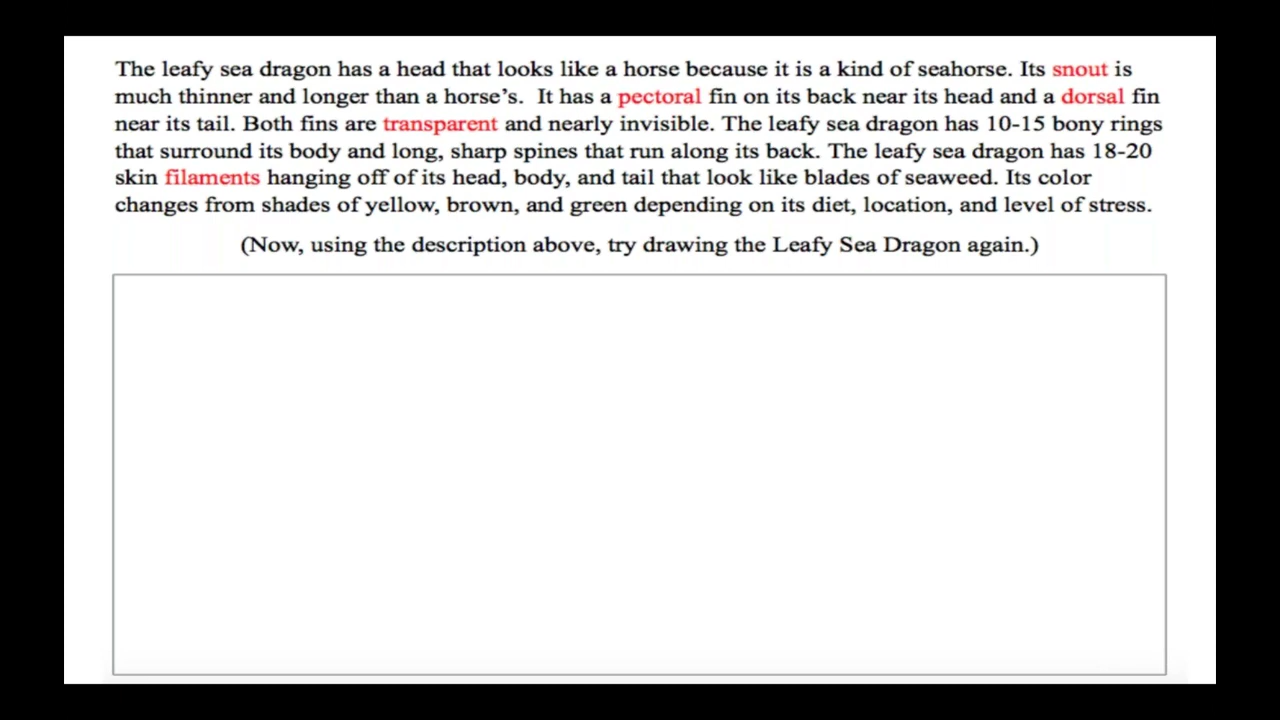 The leafy sea dragon has a head that looks like a horse because it is a kind of seahorse. Its snout is
much thinner and longer than a horse’s.  It has a pectoral fin on its back near its head and a dorsal fin
near its tail. Both fins are transparent and nearly invisible. The leafy sea dragon has 10-15 bony rings
that surround its body and long, sharp spines that run along its back. The leafy sea dragon has 18-20
skin filaments hanging off of its head, body, and tail that look like blades of seaweed. Its color
changes from shades of yellow, brown, and green depending on its diet, location, and level of stress.
(Now, using the description above, try drawing the Leafy Sea Dragon again.)